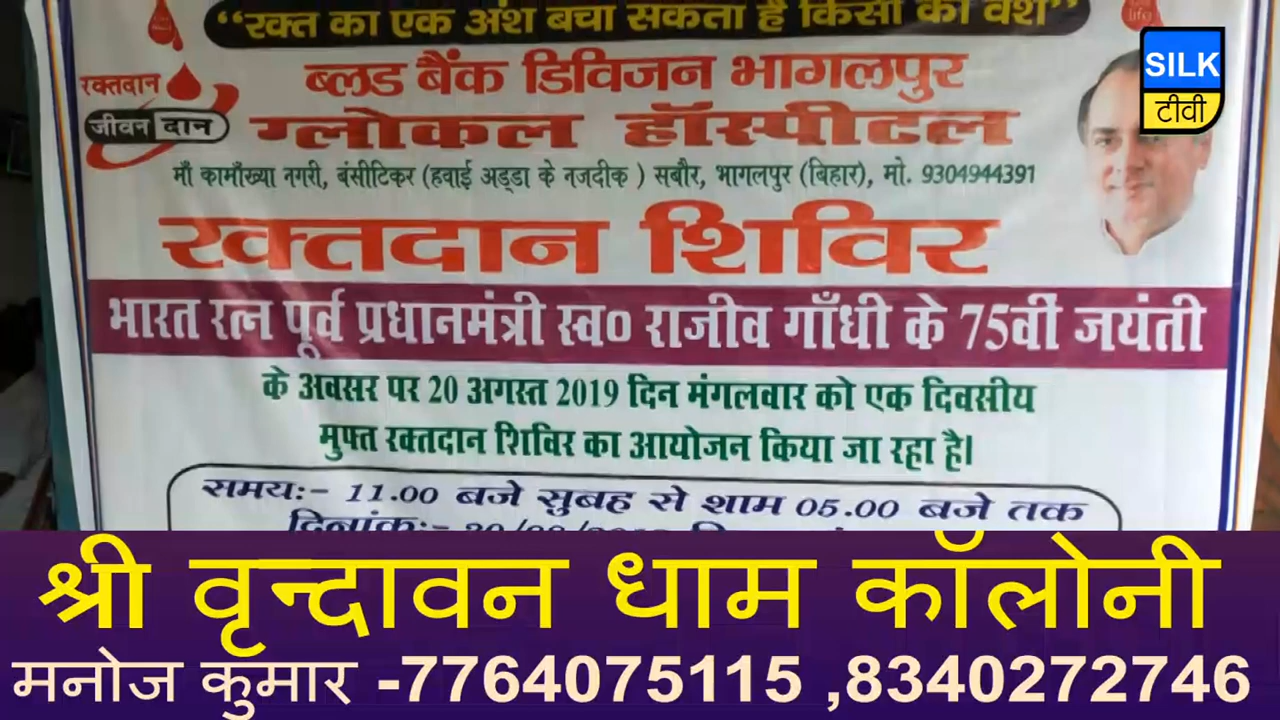 “रक्त का एक अंश बचा सकता है किसी का वंश”
SILK
टीवी
रक्तदान
जीवन दान
ब्लड बैंक डिविजन भागलपुर
ग्लोकल हॉस्पीटल
माँ कामाँख्या नगरी, बंसीटिकर (हवाई अड्डा के नजदीक ) सबौर, भागलपुर (बिहार), मो. 9304944391
रक्तदान शिविर
भारत रत्न पूर्व प्रधानमंत्री स्व० राजीव गाँधी के 75वीं जयंती
के अवसर पर 20 अगस्त 2019 दिन मंगलवार को एक दिवसीय
मुफ्त रक्तदान शिविर का आयोजन किया जा रहा है।
समयः- 11.00 बजे सुबह से शाम 05.00 बजे तक
दिनांकः-
श्री वृन्दावन धाम कॉलोनी
मनोज कुमार -7764075115 ,8340272746